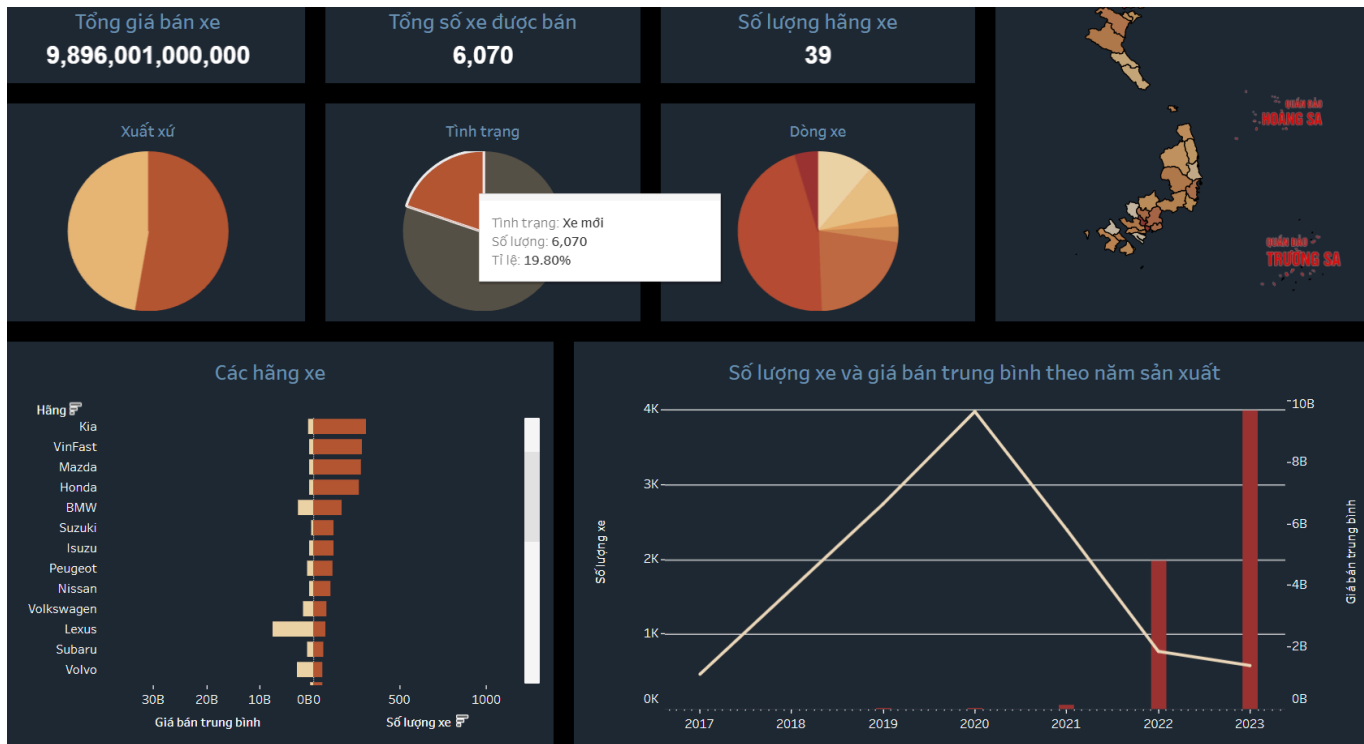 Tổng giá bán xe
9,896,001,000,000
Tổng số xe được bán
6,070
Số lượng hãng xe
39
QUẦN ĐẢO
HOÀNG SA
QUẦN ĐẢO
TRƯỜNG SA
Xuất xứ
Tình trạng
Tình trạng: Xe mới
Số lượng: 6,070
Tỉ lệ: 19.80%
Dòng xe
Các hãng xe
Hãng
Kia
VinFast
Mazda
Honda
BMW
Suzuki
Isuzu
Peugeot
Nissan
Volkswagen
Lexus
Subaru
Volvo
30B 20B 10B 0B0 500 1000
Giá bán trung bình Số lượng xe
Số lượng xe và giá bán trung bình theo năm sản xuất
4K
3K
2K
1K
0K
Số lượng xe
10B
8B
6B
4B
2B
0B
Giá bán trung bình
2017 2018 2019 2020 2021 2022 2023